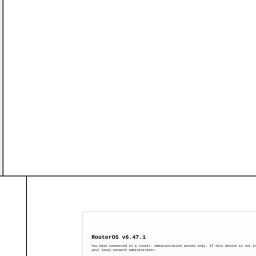 RouterOS v6.47.1
You have connected to a router. Administrative access only. If this device is not in
your local network administrator.